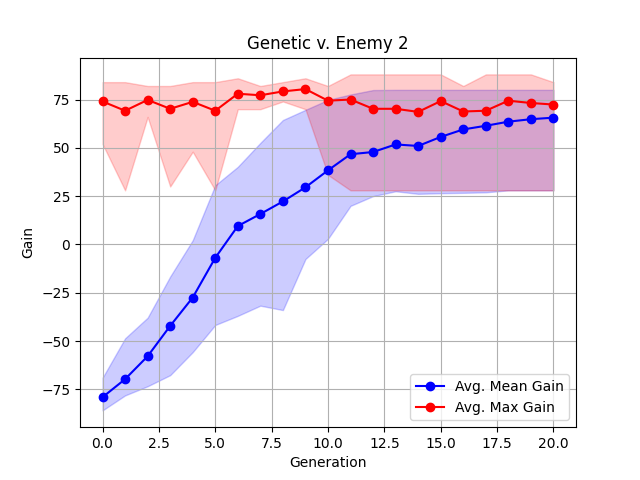 Genetic v. Enemy 2
Gain
75
50
25
0
−25
−50
−75
Avg. Mean Gain
Avg. Max Gain
0.0 2.5 5.0 7.5 10.0 12.5 15.0 17.5 20.0
Generation